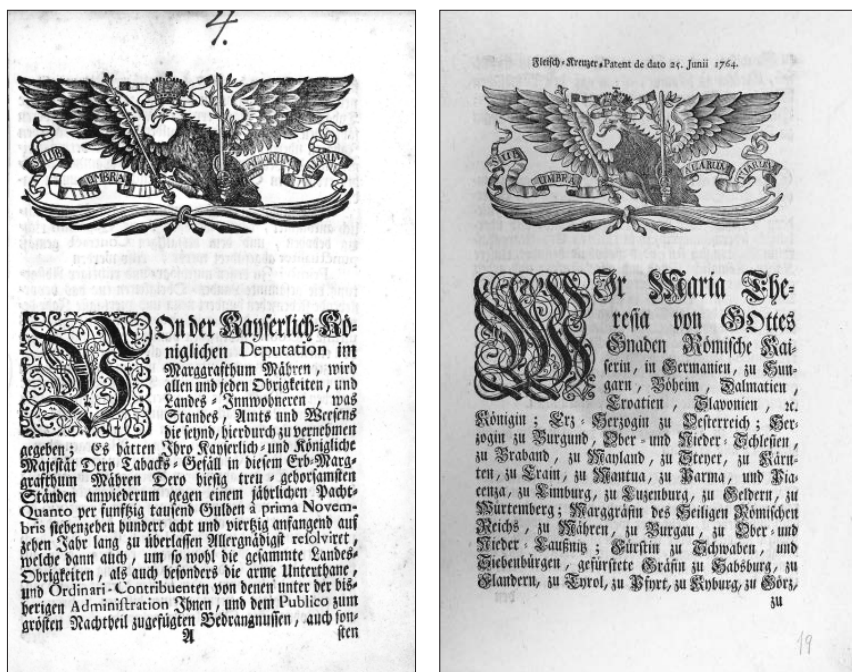 4.
SUB UMBRA ALARUM TUARUM
VOn der Kayserlich-Kö-
niglichen Deputation im
Marggrafthum Mähren, wird
allen und jeden Obrigkeiten, und
Landes-Innwohneren, was
Standes, Amts und Weesens
die seynd, hierdurch zu vernehmen
gegeben; Es hätten Ihro Kayserlich- und Königliche
Majestät Dero Tabacks-Gefäll in diesem Erb-Marg-
grafthum Mähren Dero hiesig treu-gehorsamsten
Ständen anwiederum gegen einem jährlichen Pacht-
Quanto per funftzig tausend Gulden à prima Novem-
bris siebenzehen hundert acht und viertzig anfangend auf
zehen Jahr lang zu überlassen Allergnädigst resolviret,
welche dann auch, um so wohl die gesammte Landes-
Obrigkeiten, als auch besonders die arme Unterthane,
und Ordinari-Contribuenten von denen unter der bis-
herigen Administration Ihnen, und dem Publico zum
grösten Nachtheil zugefügten Bedrangnussen, auch son-
A sten
Fleisch-Kreuzer-Patent de dato 25. Junii 1764.
SUB UMBRA ALARUM TUARUM
WIr Maria The-
resia von GOttes
Gnaden Römische Kai-
serin, in Germanien, zu Hun-
garn, Böheim, Dalmatien,
Croatien, Slavonien, ꝛc.
Königin; Erz-Herzogin zu Oesterreich; Her-
zogin zu Burgund, Ober- und Nieder-Schlesien,
zu Braband, zu Mayland, zu Steyer, zu Kärn-
ten, zu Crain, zu Mantua, zu Parma, und Pia-
cenza, zu Limburg, zu Luzenburg, zu Geldern, zu
Würtemberg; Marggräfin des Heiligen Römischen
Reichs, zu Mähren, zu Burgau, zu Ober- und
Nieder-Laußnitz; Fürstin zu Schwaben, und
Siebenbürgen, gefürstete Gräfin zu Habsburg, zu
Flandern, zu Tyrol, zu Pfyrt, zu Kyburg, zu Görz,
zu
19